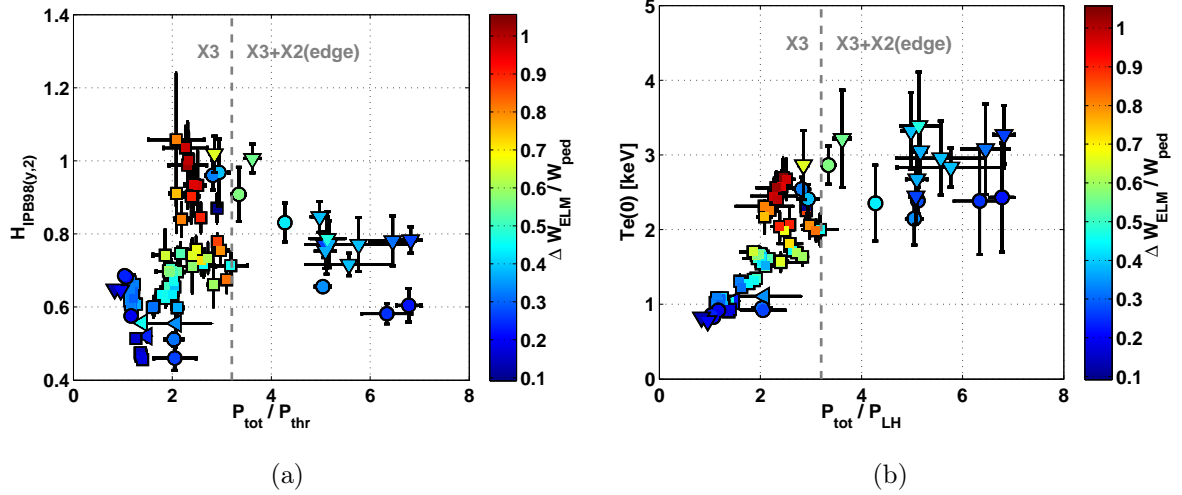 X3 X3+X2(edge)
H_IPB98(y,2)
1.4
1.2
1
0.8
0.6
0.4
0 2 4 6 8
P_tot / P_thr
1
0.9
0.8
0.7
0.6
0.5
0.4
0.3
0.2
0.1
Δ W_ELM / W_ped
(a)
X3 X3+X2(edge)
Te(0) [keV]
5
4
3
2
1
0
0 2 4 6 8
P_tot / P_LH
1
0.9
0.8
0.7
0.6
0.5
0.4
0.3
0.2
0.1
Δ W_ELM / W_ped
(b)